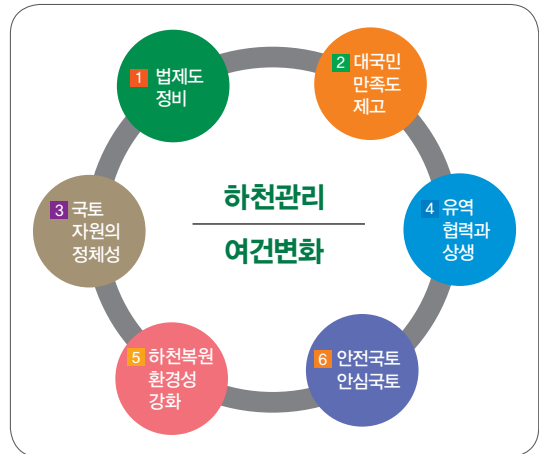 1 법제도
정비
2 대국민
만족도
제고
3 국토
자원의
정체성
하천관리
여건변화
4 유역
협력과
상생
5 하천복원
환경성
강화
6 안전국토
안심국토